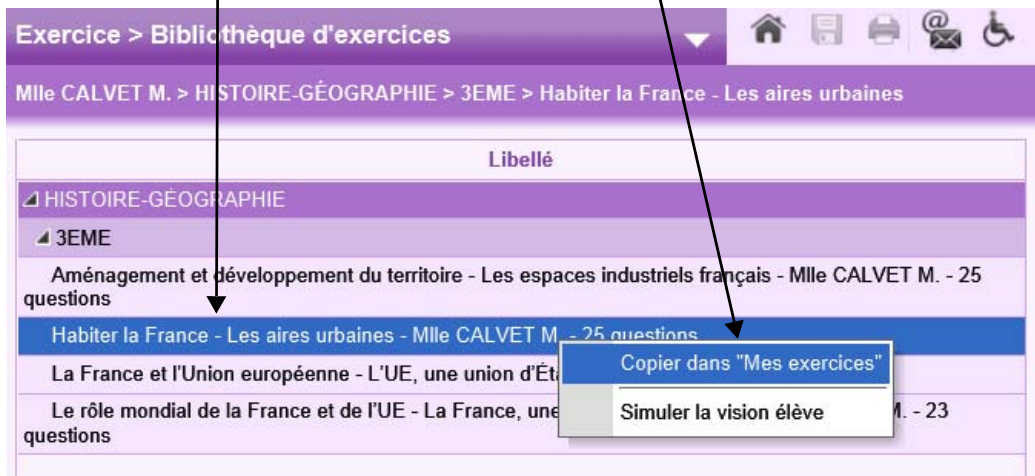 Exercice > Bibliothèque d'exercices
Mlle CALVET M. > HISTOIRE-GÉOGRAPHIE > 3EME > Habiter la France - Les aires urbaines
Libellé
HISTOIRE-GÉOGRAPHIE
3EME
Aménagement et développement du territoire - Les espaces industriels français - Mlle CALVET M. - 25
questions
Habiter la France - Les aires urbaines - Mlle CALVET M. - 25 questions
Copier dans "Mes exercices"
La France et l'Union européenne - L'UE, une union d'Ét
Simuler la vision élève
Le rôle mondial de la France et de l'UE - La France, une M. - 23
questions